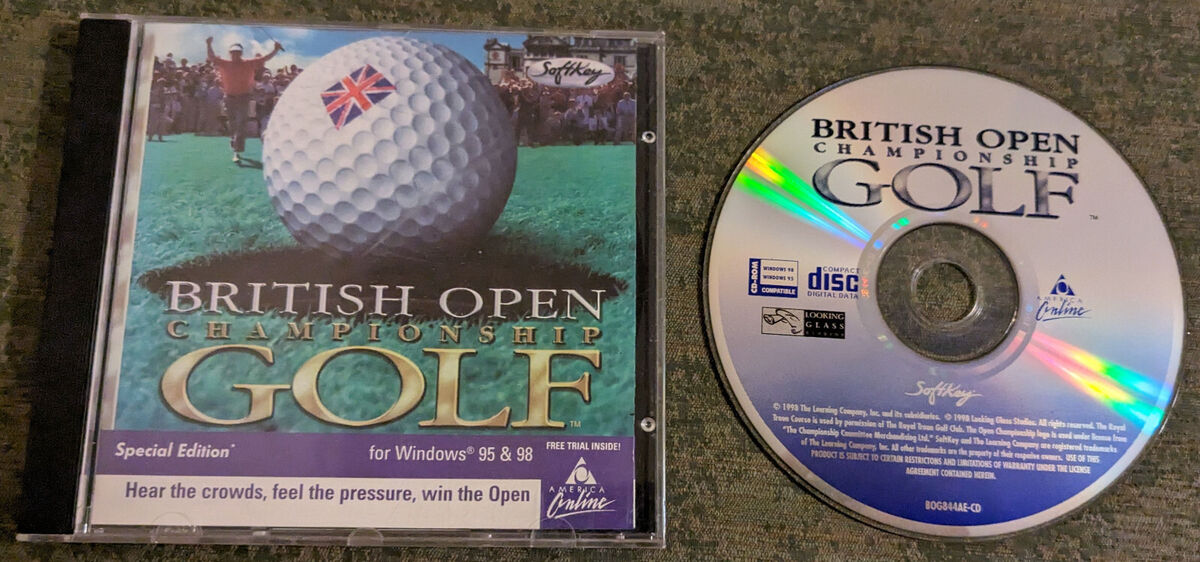 SoftKey
BRITISH OPEN
CHAMPIONSHIP
GOLF™
Special Edition*
for Windows® 95 & 98
FREE TRIAL INSIDE!
Hear the crowds, feel the pressure, win the Open
AMERICA
Online
BRITISH OPEN
CHAMPIONSHIP
GOLF™
CD-ROM
WINDOWS 98
WINDOWS 95
COMPATIBLE
COMPACT
disc
DIGITAL DATA
LOOKING
GLASS
STUDIOS
AMERICA
Online
SoftKey
© 1998 The Learning Company, Inc. and its subsidiaries. © 1998 Looking Glass Studios. All rights reserved. The Royal
Troon Course is used by permission of The Royal Troon Golf Club. The Open Championship logo is used under license from
"The Championship Committee Merchandising Ltd." SoftKey and The Learning Company are registered trademarks
of The Learning Company, Inc. All other trademarks are the property of their respective owners. USE OF THIS
PRODUCT IS SUBJECT TO CERTAIN RESTRICTIONS AND LIMITATIONS OF WARRANTY UNDER THE LICENSE
AGREEMENT CONTAINED HEREIN.
BOG844AE-CD